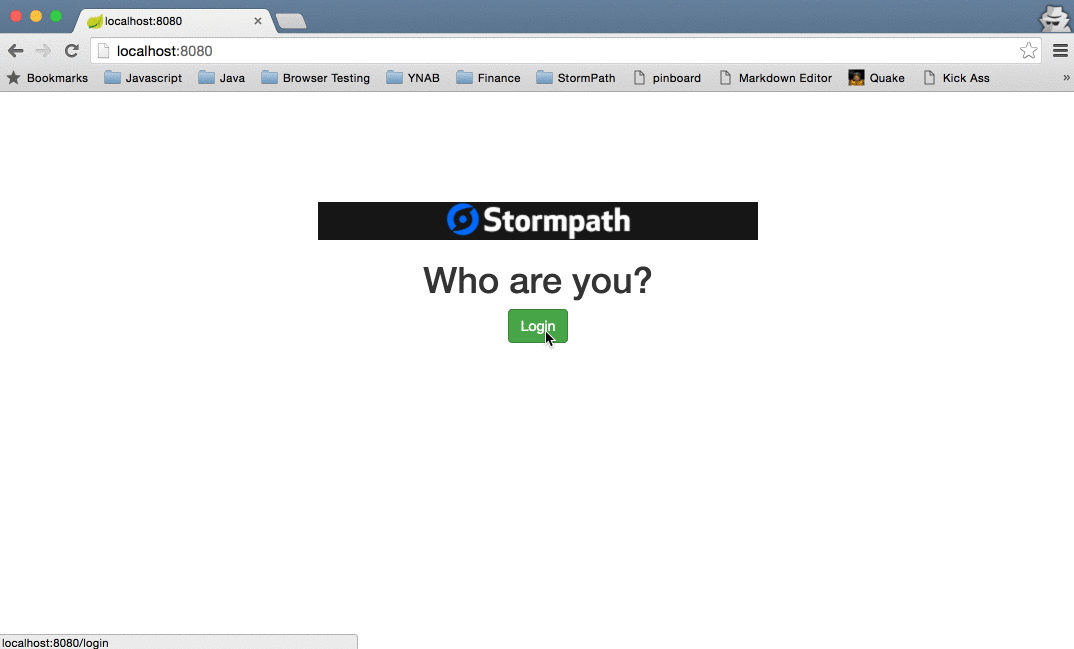 localhost:8080
localhost:8080
Bookmarks Javascript Java Browser Testing YNAB Finance StormPath pinboard Markdown Editor Quake Kick Ass »
Stormpath
Who are you?
Login
localhost:8080/login